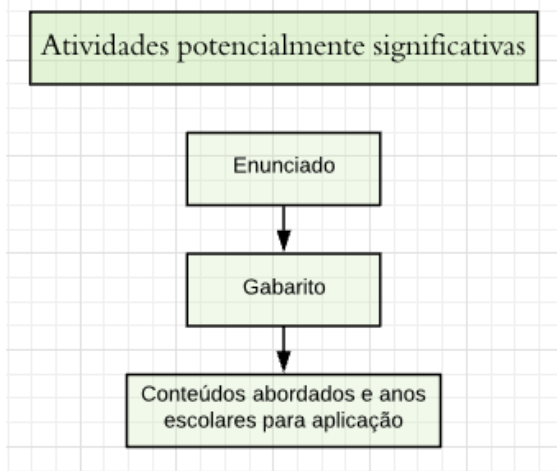 Atividades potencialmente significativas
Enunciado
Gabarito
Conteúdos abordados e anos
escolares para aplicação